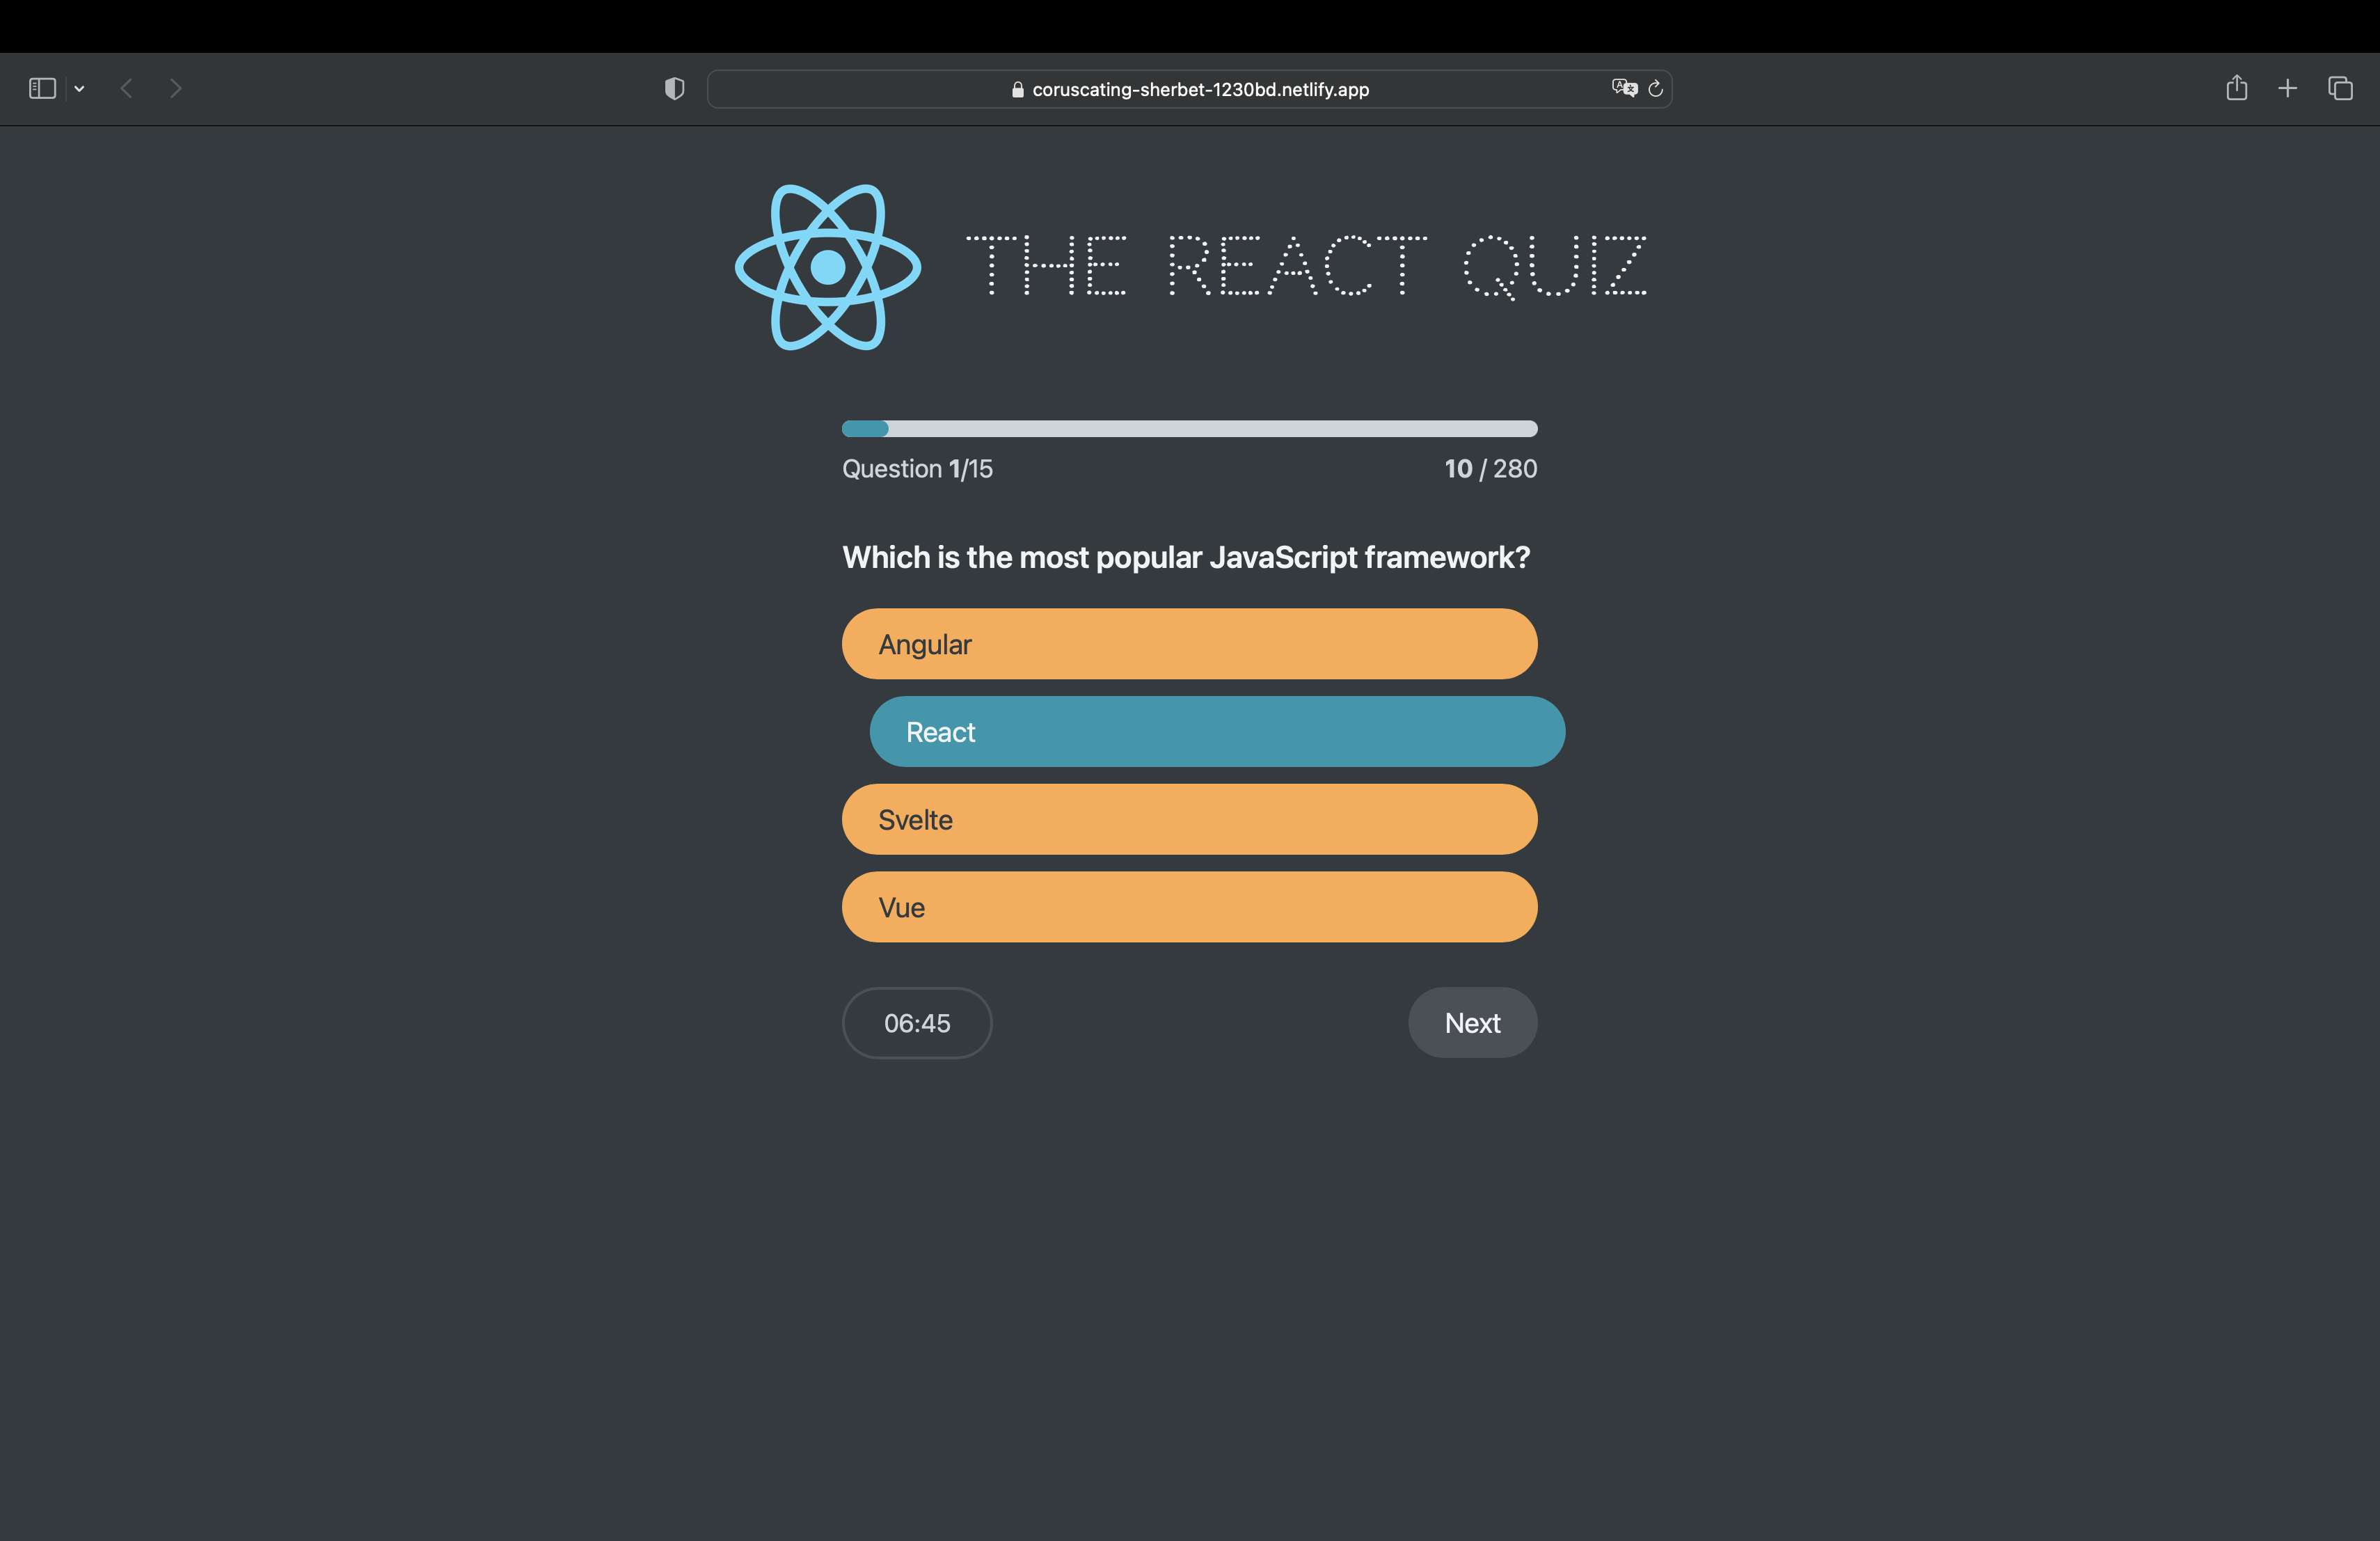 coruscating-sherbet-1230bd.netlify.app
THE REACT QUIZ
Question 1/15
10 / 280
Which is the most popular JavaScript framework?
Angular
React
Svelte
Vue
06:45
Next